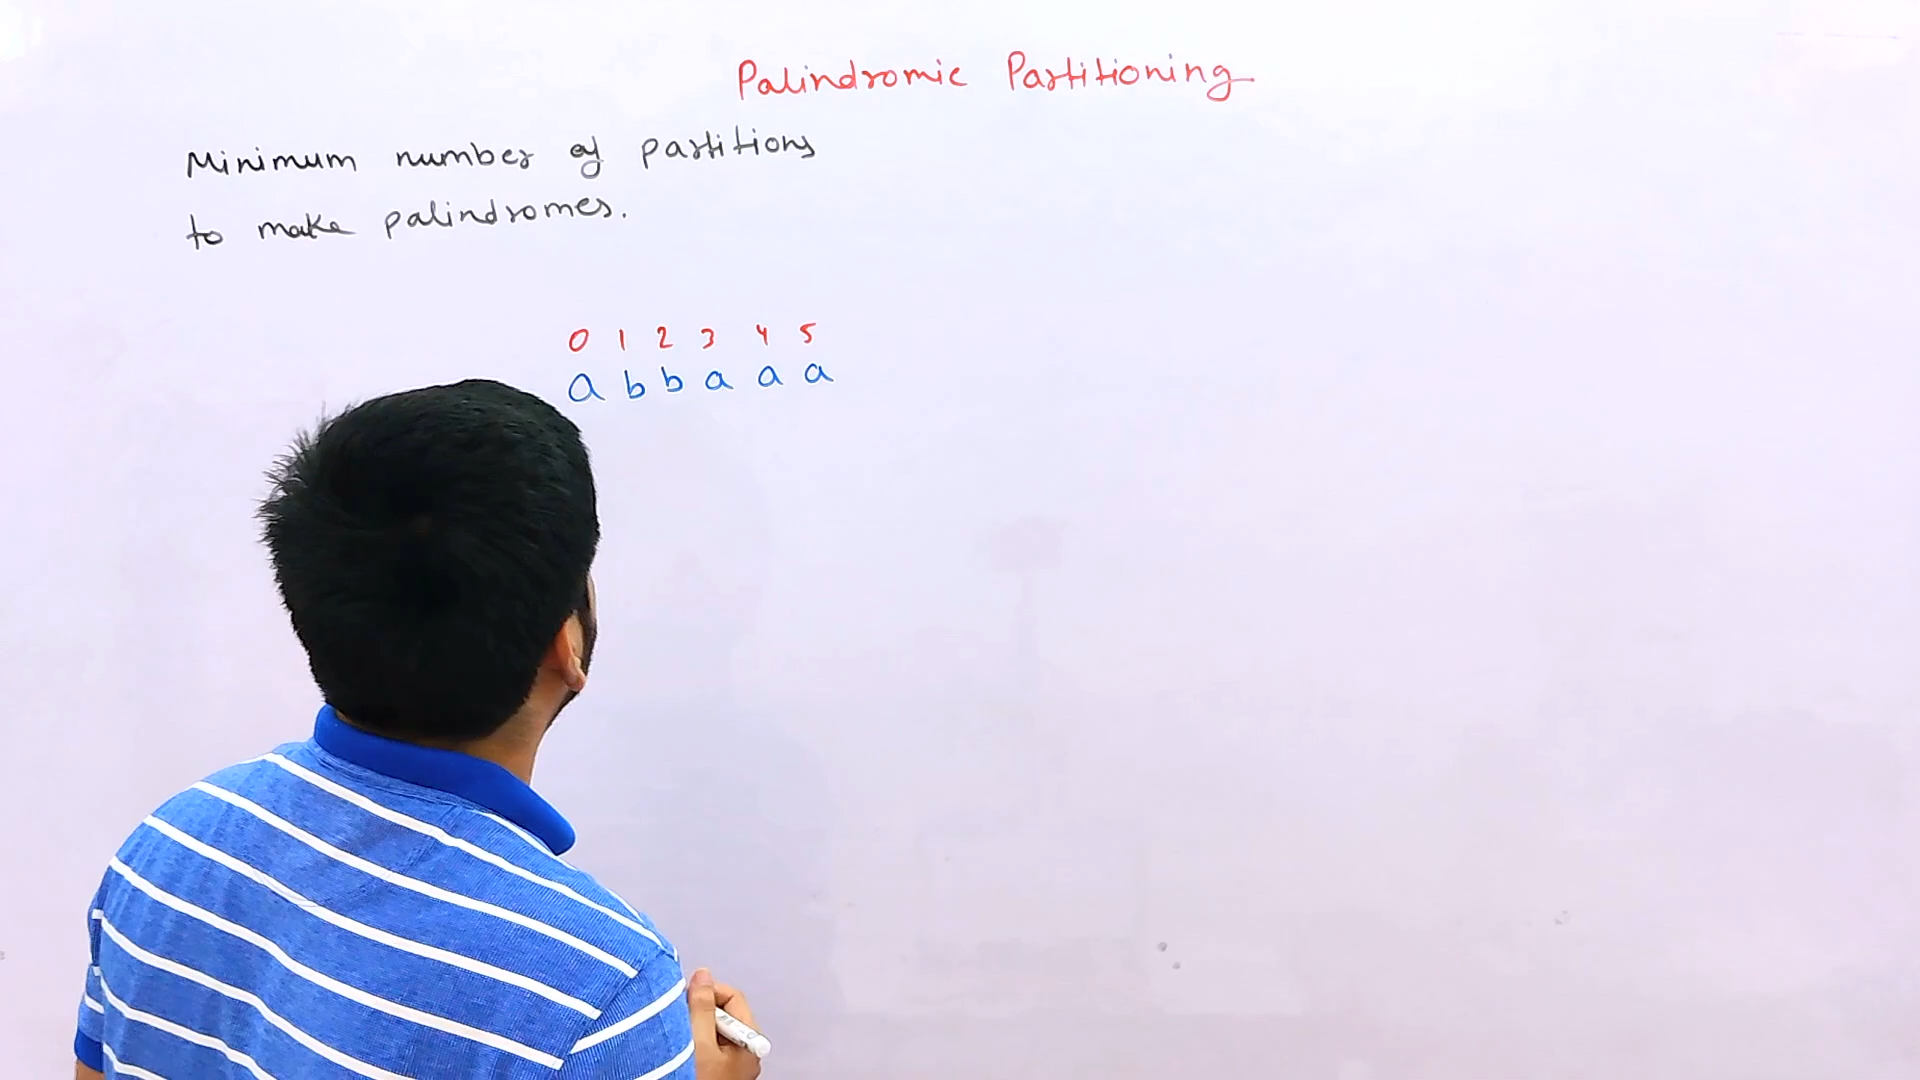 Palindromic Partitioning
Minimum number of partitions
to make palindromes.
0 1 2 3 4 5
a b b a a a